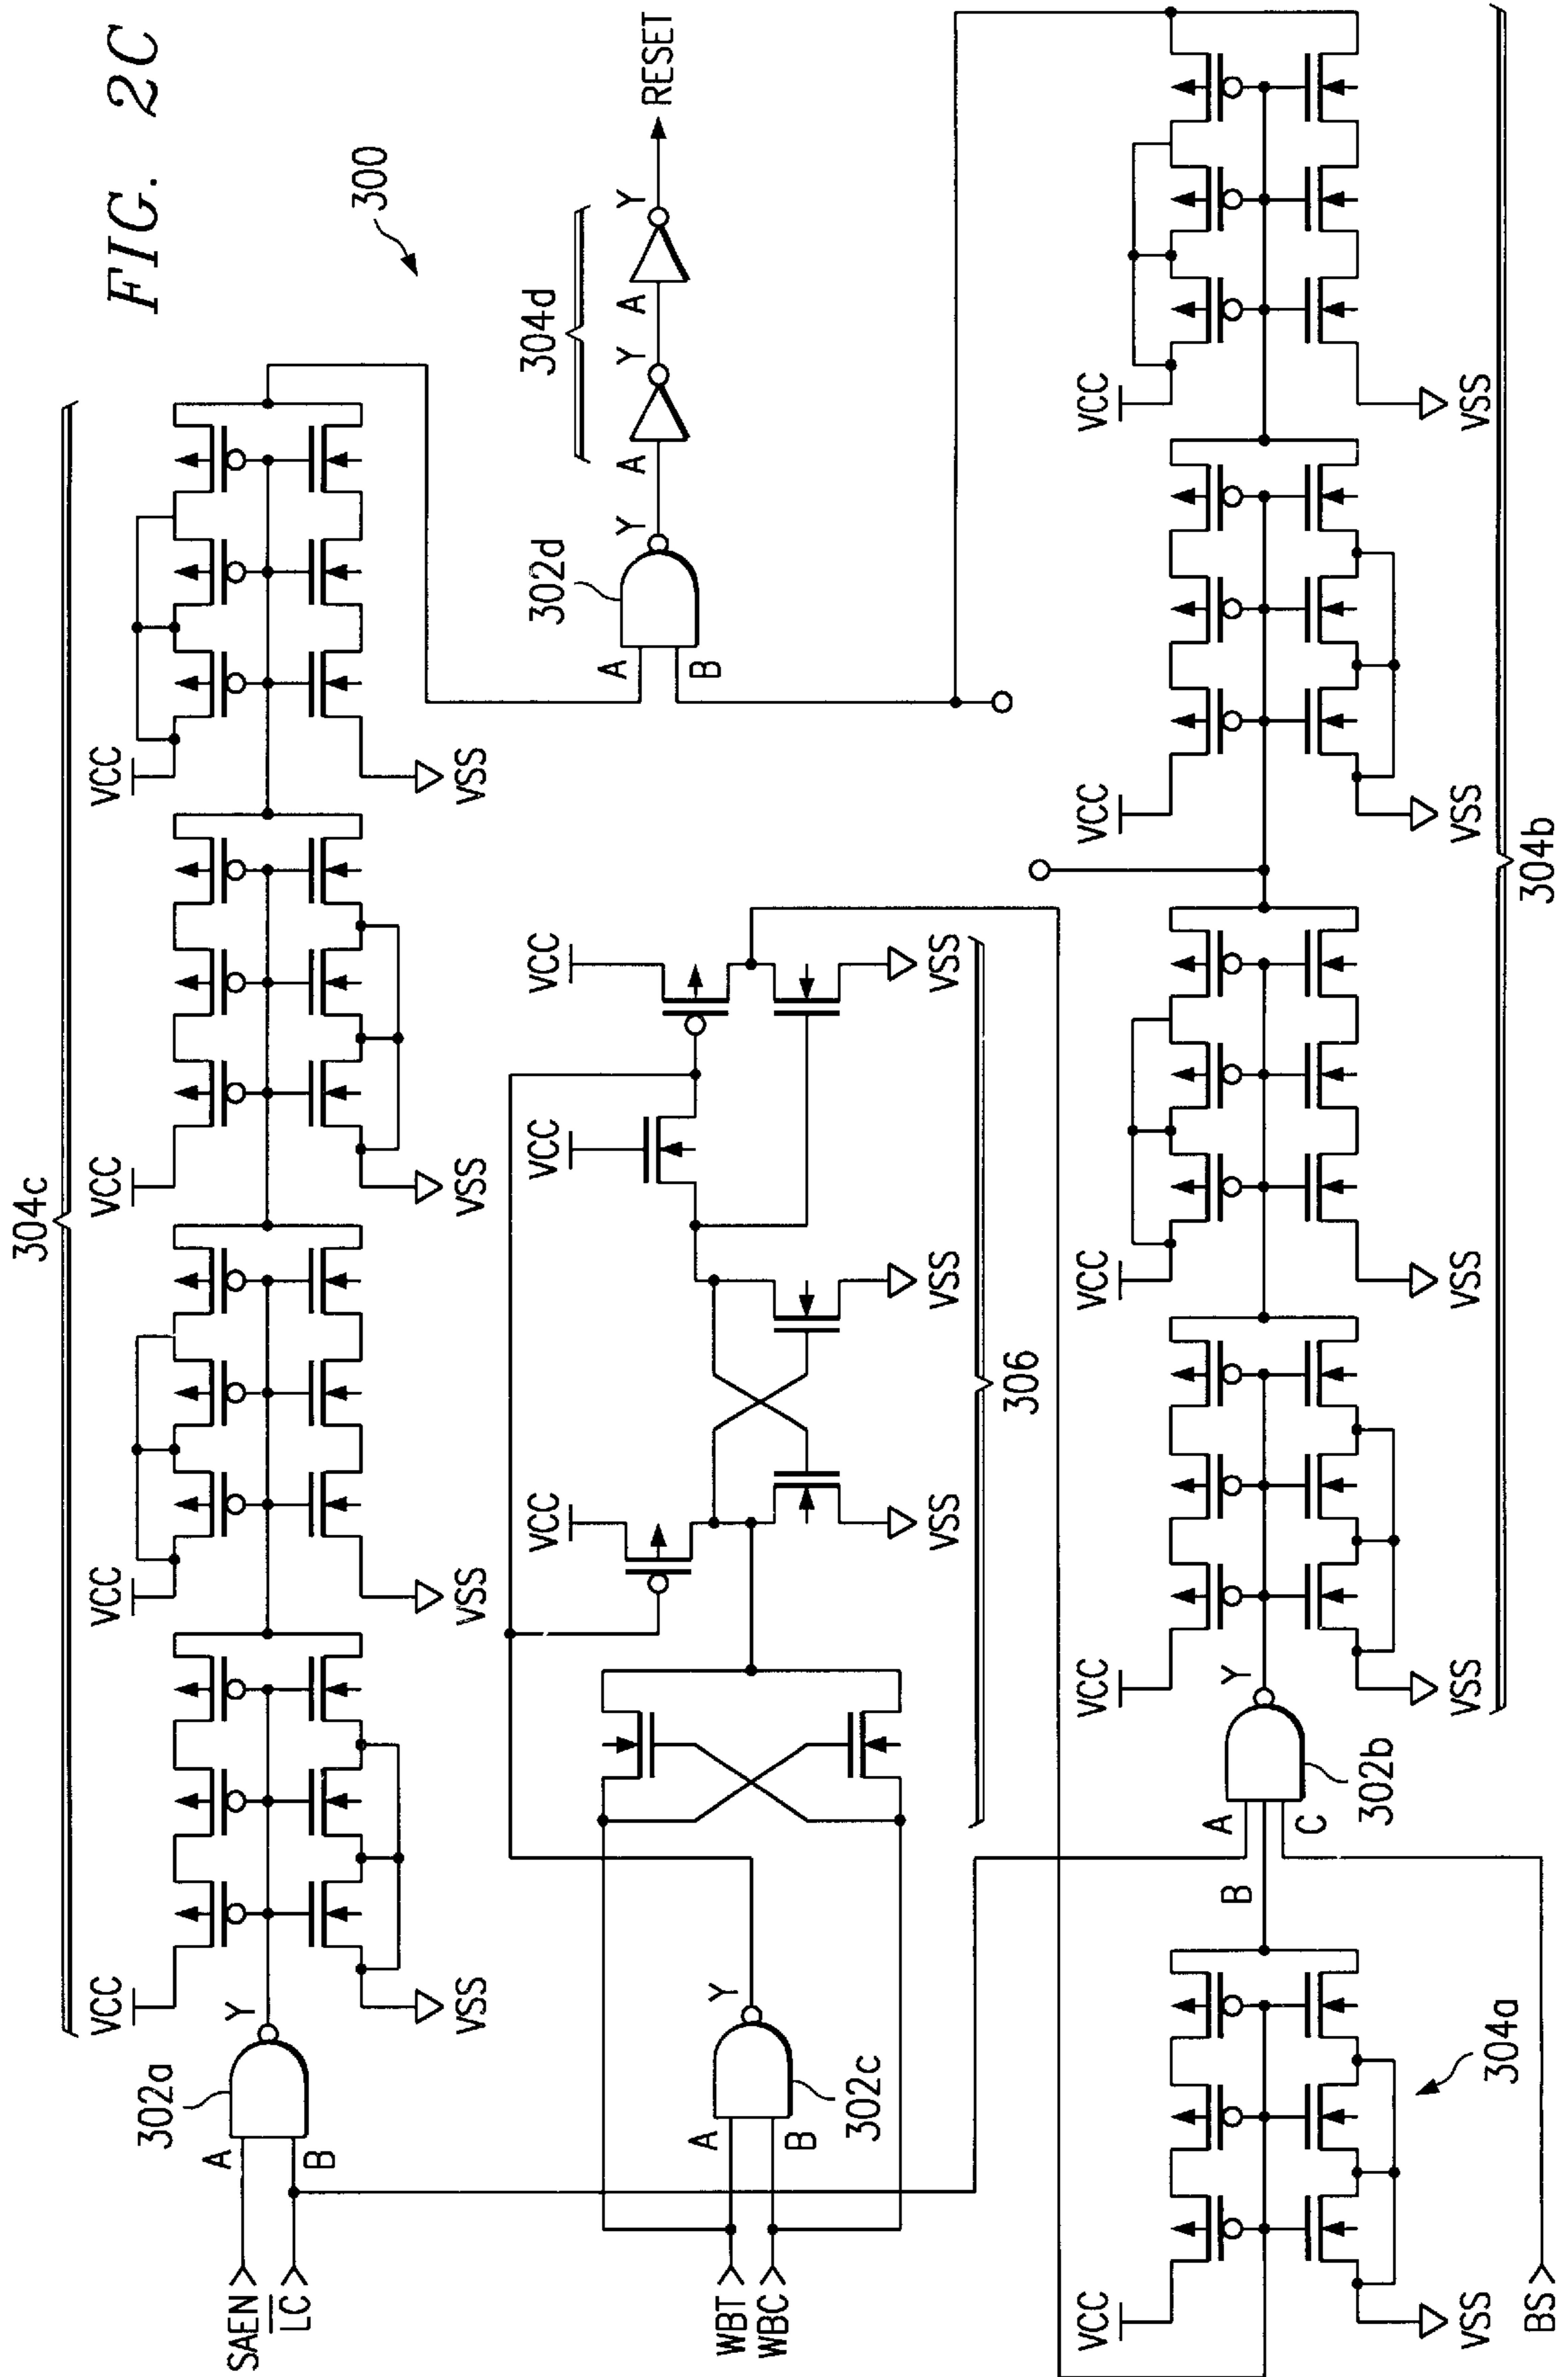 FIG. 2C
300
304c
VCC
VCC
VCC
VCC
VSS
VSS
VSS
VSS
302a
SAEN
LC
A
B
Y
304d
302d
A
B
Y
A
Y
A
Y
RESET
VCC
VCC
VCC
VSS
VSS
VSS
306
302c
WBT
WBC
A
B
Y
VCC
VCC
VCC
VCC
VCC
VSS
VSS
VSS
VSS
VSS
304a
302b
A
B
C
Y
304b
BS